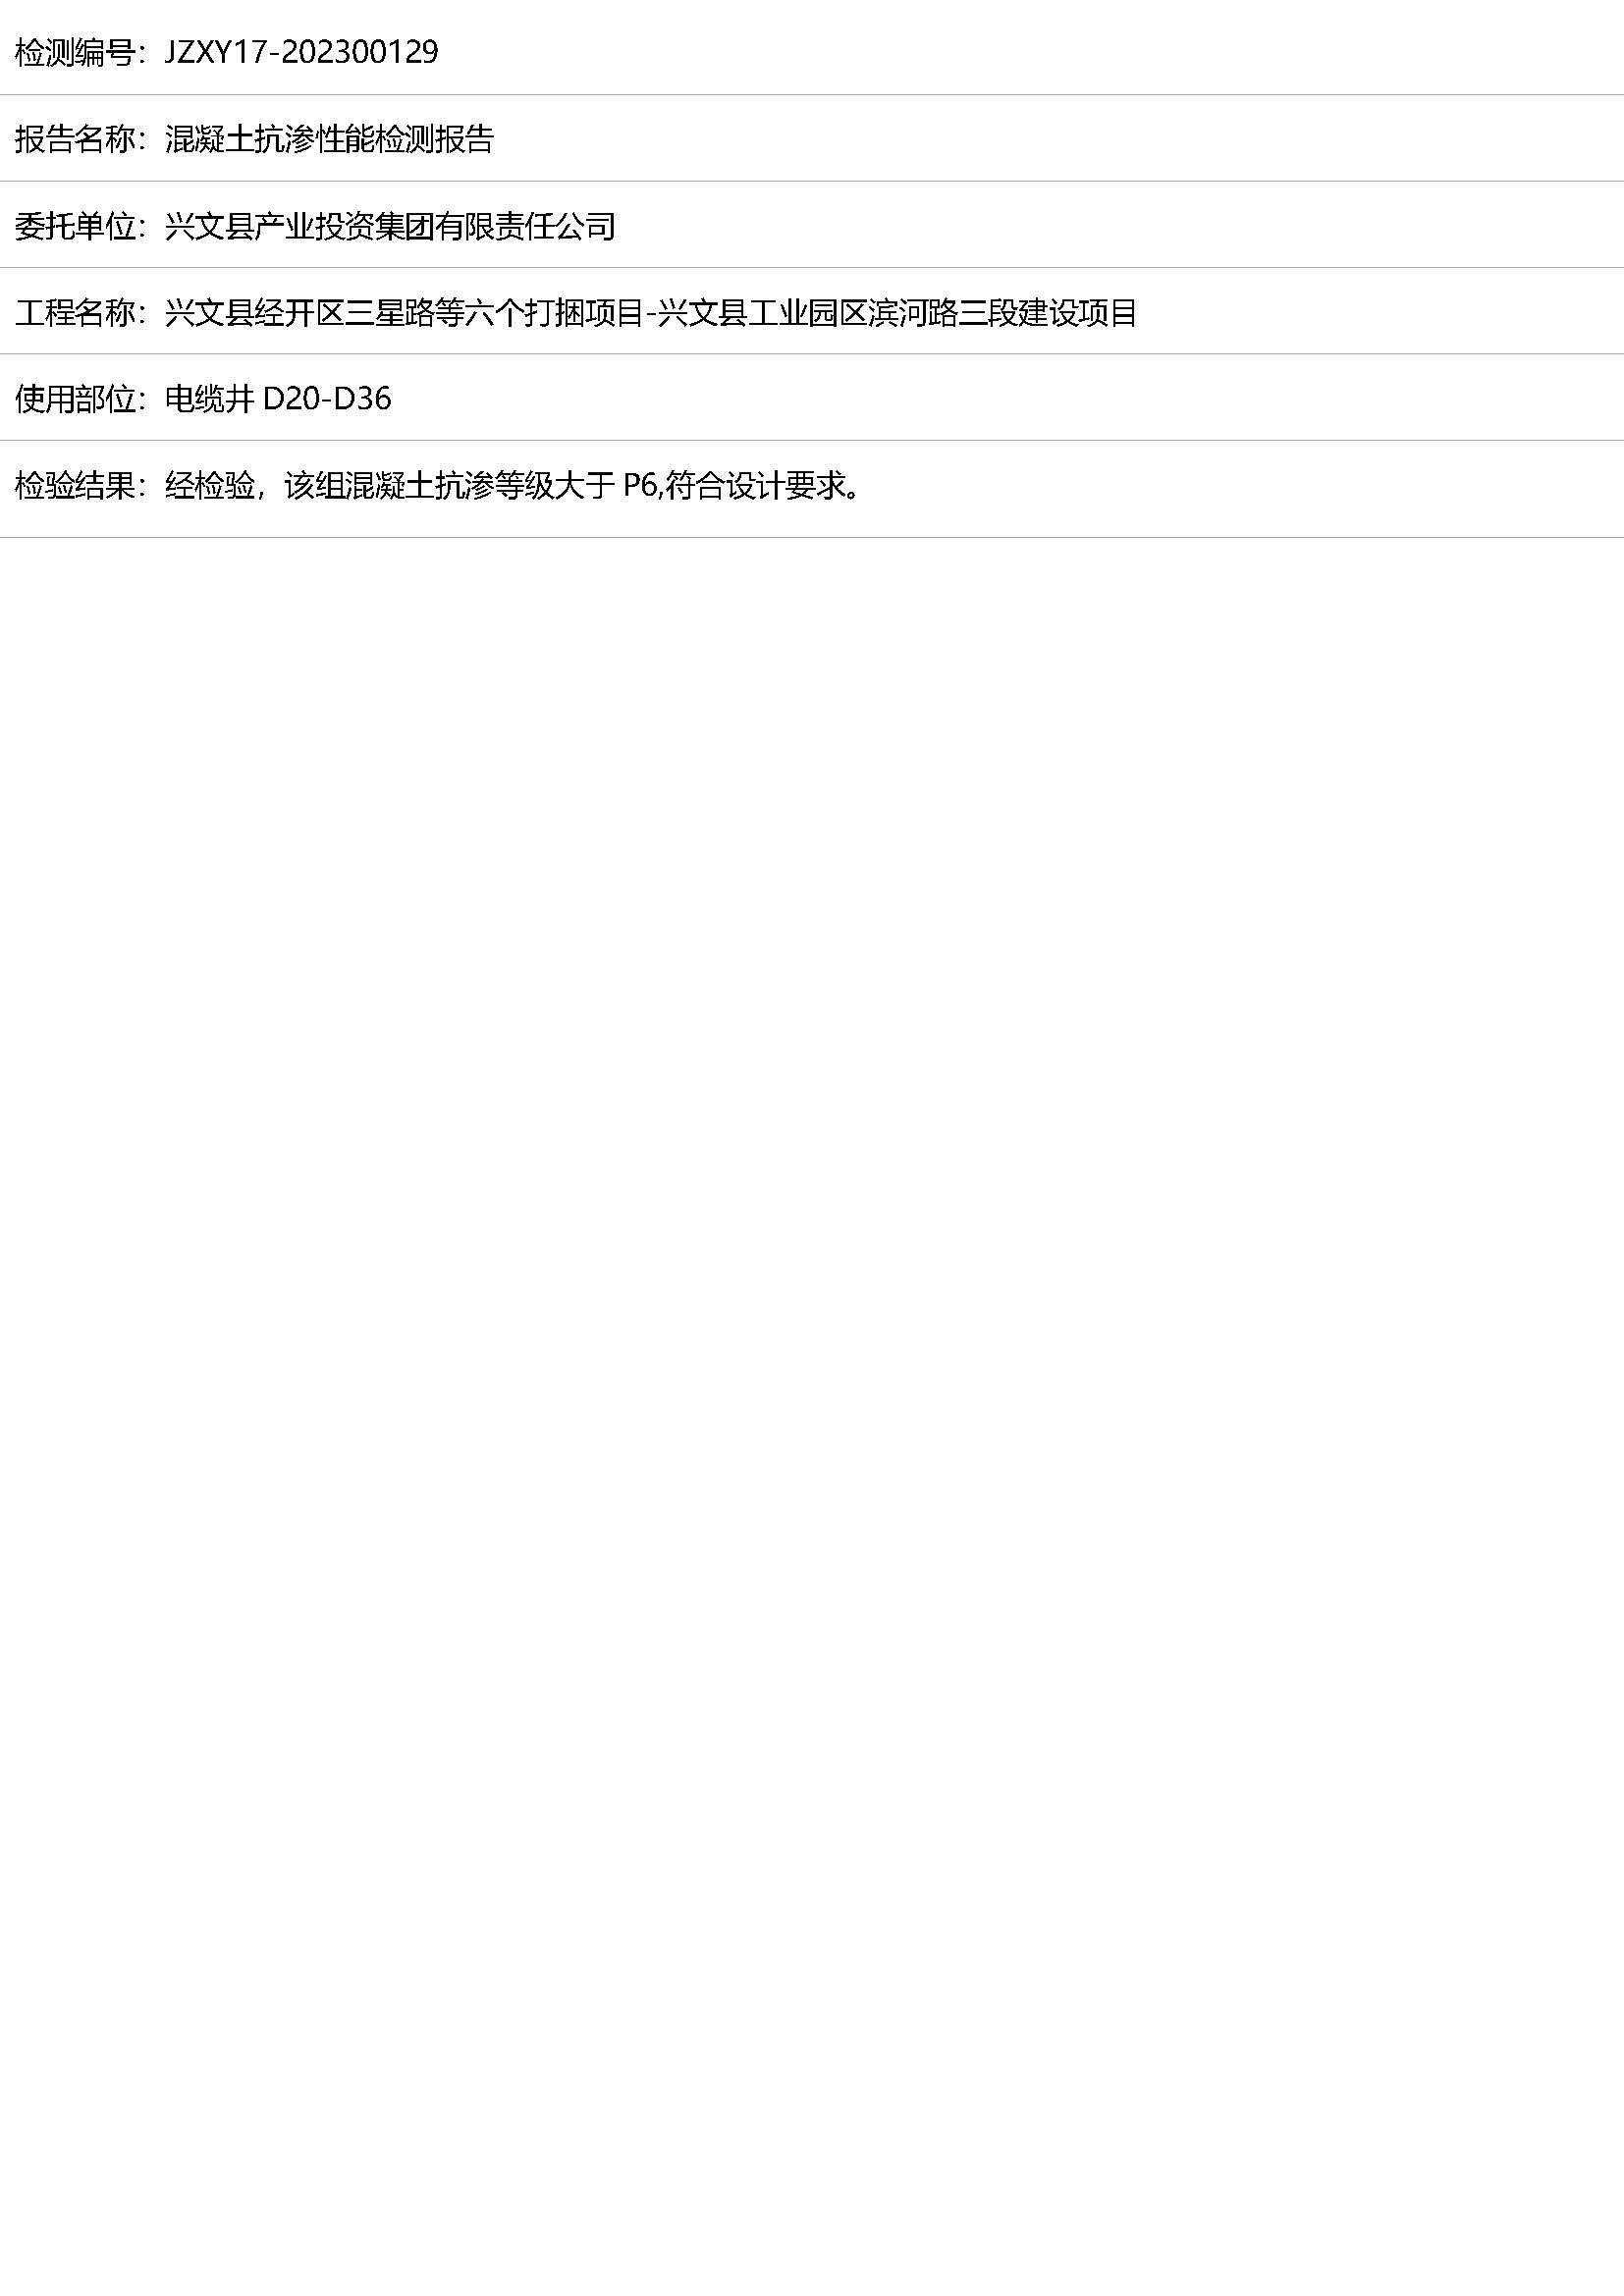 检测编号：JZXY17-202300129
报告名称：混凝土抗渗性能检测报告
委托单位：兴文县产业投资集团有限责任公司
工程名称：兴文县经开区三星路等六个打捆项目-兴文县工业园区滨河路三段建设项目
使用部位：电缆井 D20-D36
检验结果：经检验，该组混凝土抗渗等级大于 P6,符合设计要求。